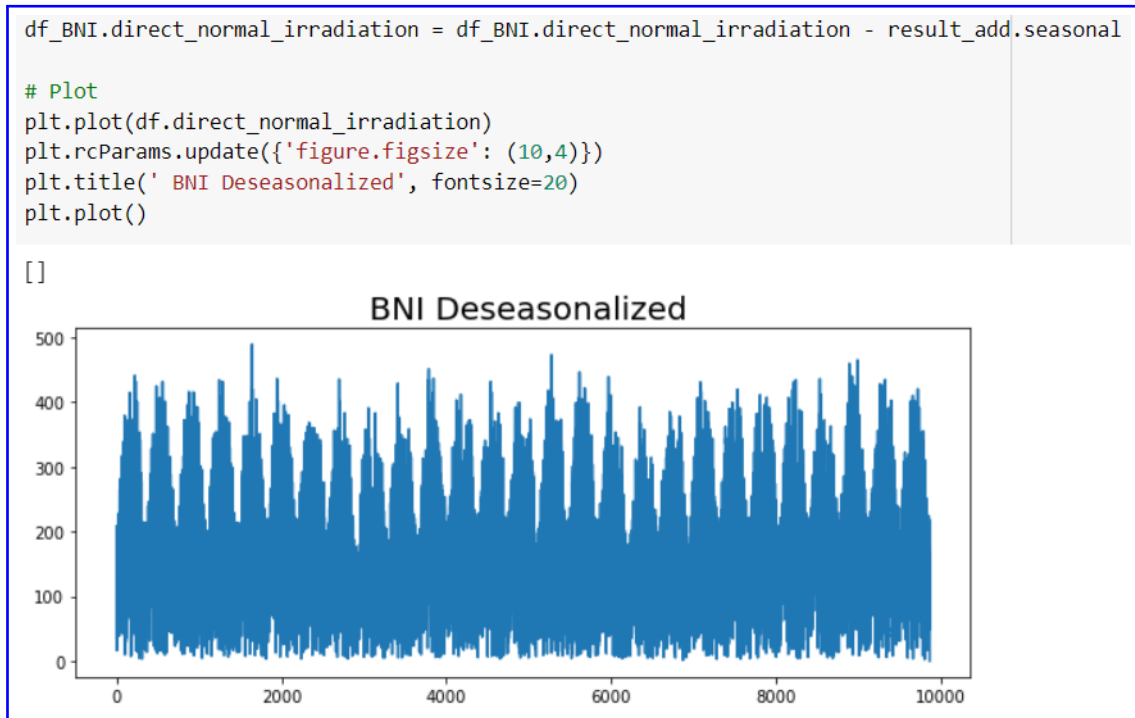 df_BNI.direct_normal_irradiation = df_BNI.direct_normal_irradiation - result_add.seasonal
# Plot
plt.plot(df.direct_normal_irradiation)
plt.rcParams.update({'figure.figsize': (10,4)})
plt.title(' BNI Deseasonalized', fontsize=20)
plt.plot()
[]
BNI Deseasonalized
500
400
300
200
100
0
0 2000 4000 6000 8000 10000